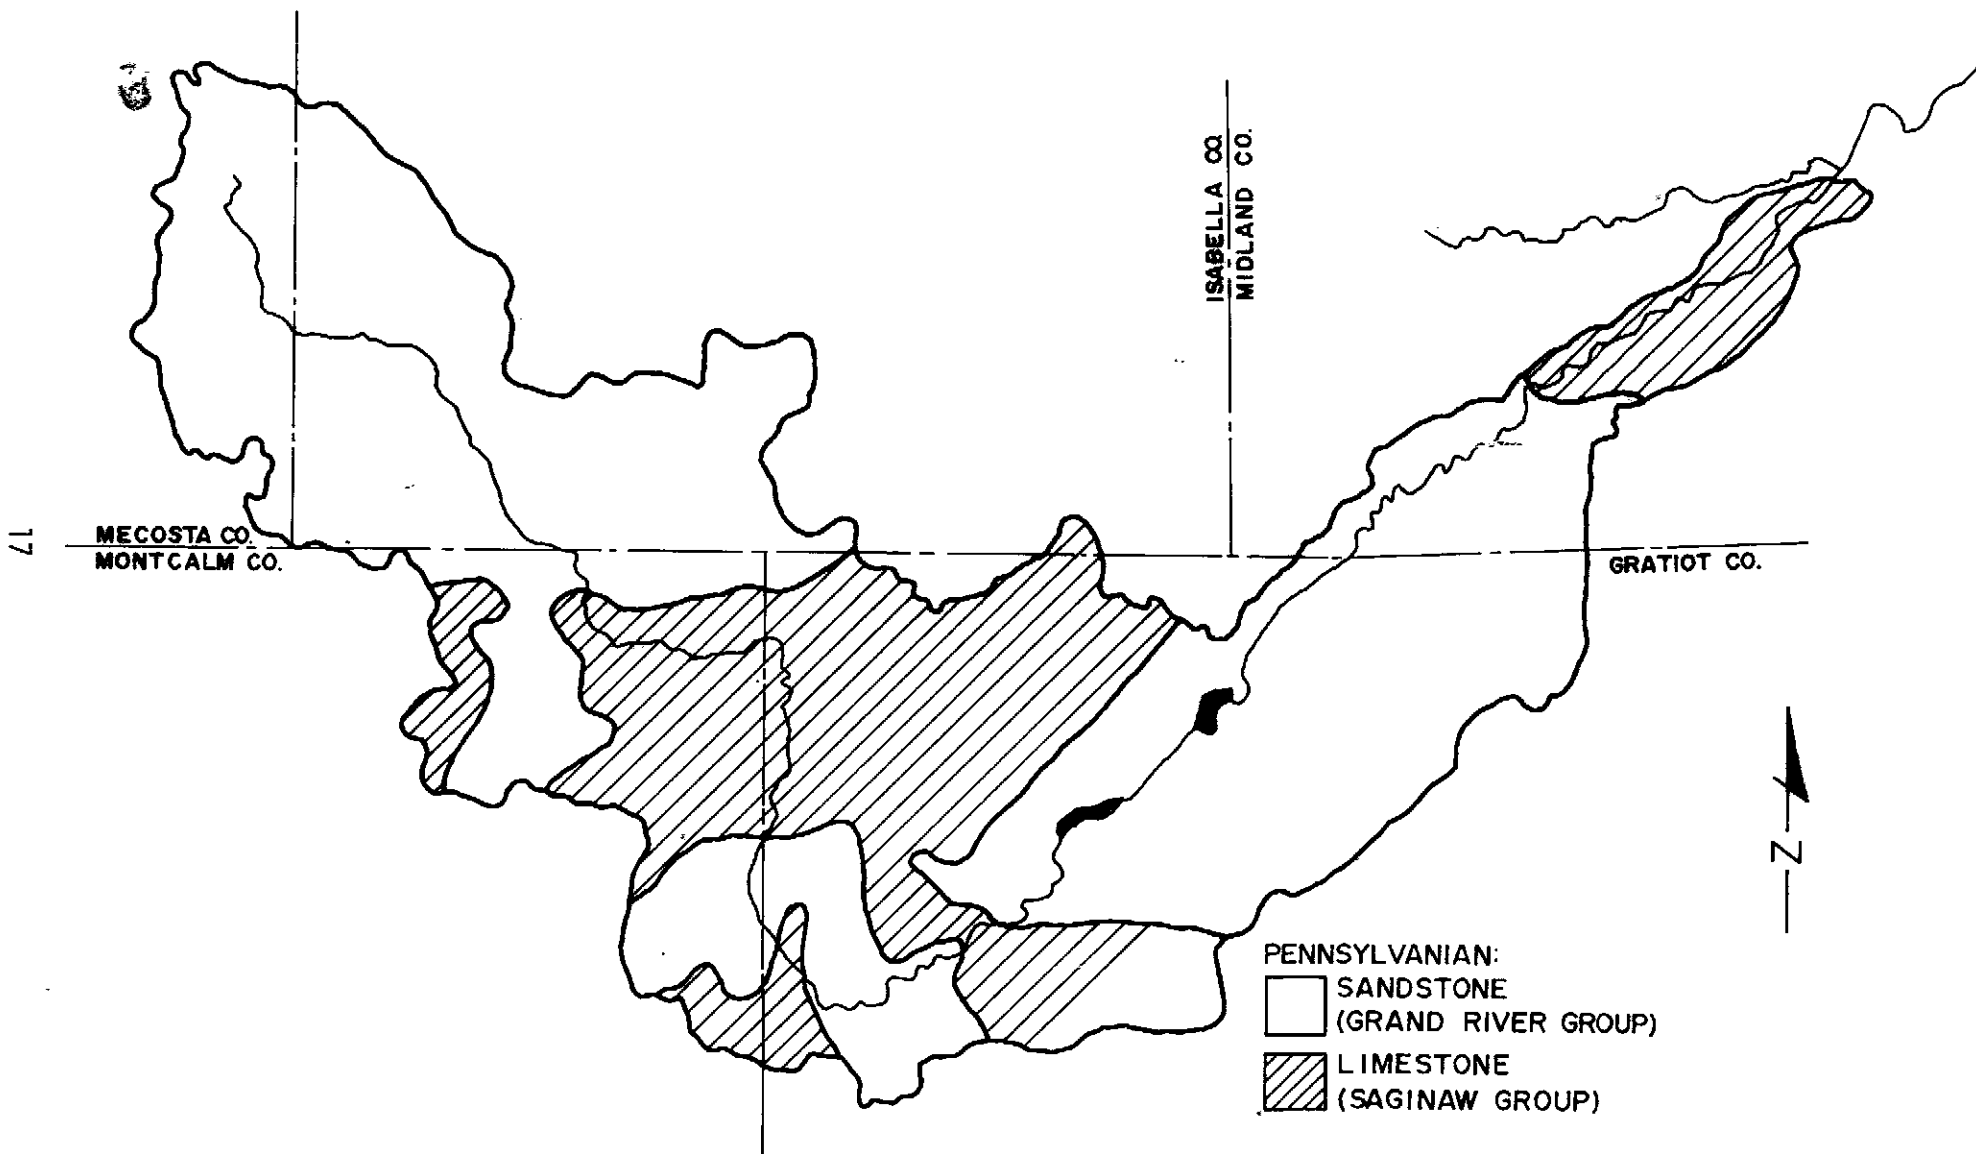 ISABELLA CO.
MIDLAND CO.
17
MECOSTA CO.
MONTCALM CO.
GRATIOT CO.
N
PENNSYLVANIAN:
SANDSTONE
(GRAND RIVER GROUP)
LIMESTONE
(SAGINAW GROUP)